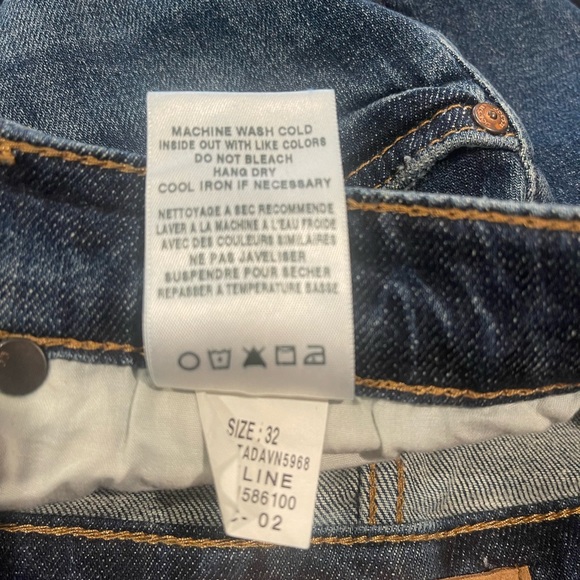 MACHINE WASH COLD
INSIDE OUT WITH LIKE COLORS
DO NOT BLEACH
HANG DRY
COOL IRON IF NECESSARY
NETTOYAGE A SEC RECOMMENDE
LAVER A LA MACHINE A L'EAU FROIDE
AVEC DES COULEURS SIMILAIRES
NE PAS JAVELISER
SUSPENDRE POUR SECHER
REPASSER A TEMPERATURE BASSE
SIZE : 32
TADAVN5968
LINE
586100
02